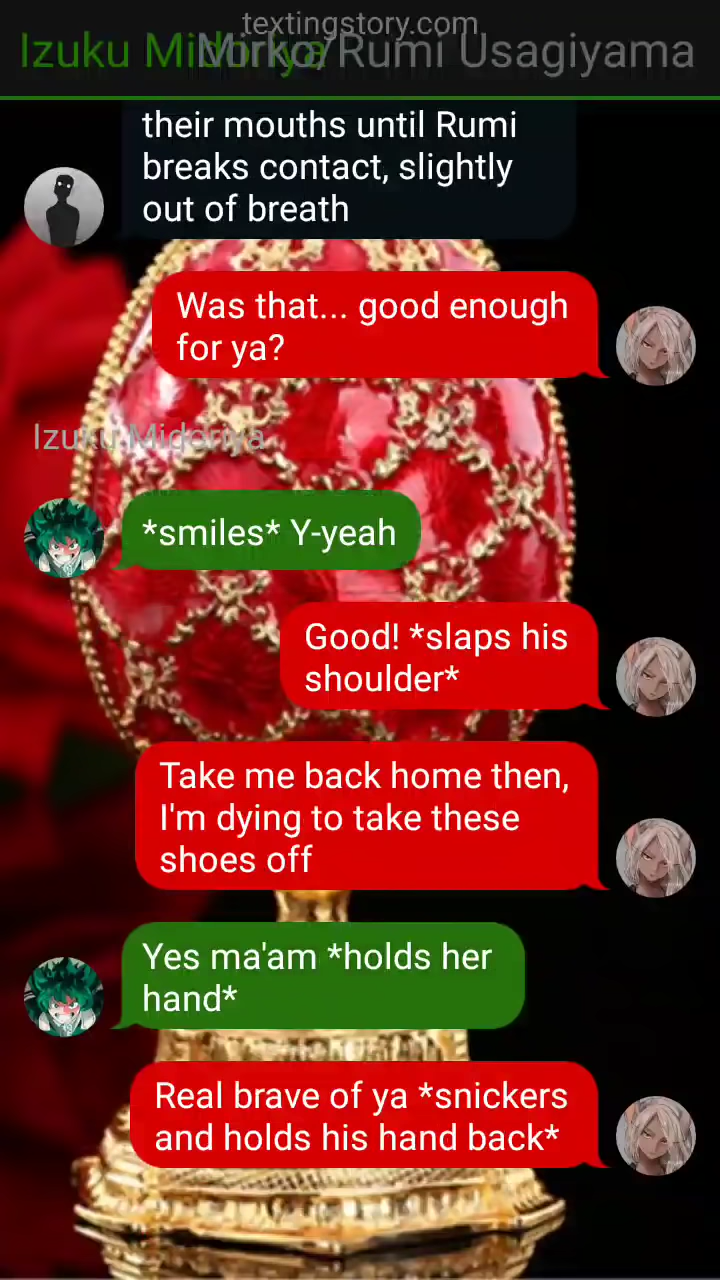 textingstory.com
Izuku Midoriya
Mirko/Rumi Usagiyama
their mouths until Rumi
breaks contact, slightly
out of breath
Was that... good enough
for ya?
Izuku Midoriya
*smiles* Y-yeah
Good! *slaps his
shoulder*
Take me back home then,
I'm dying to take these
shoes off
Yes ma'am *holds her
hand*
Real brave of ya *snickers
and holds his hand back*